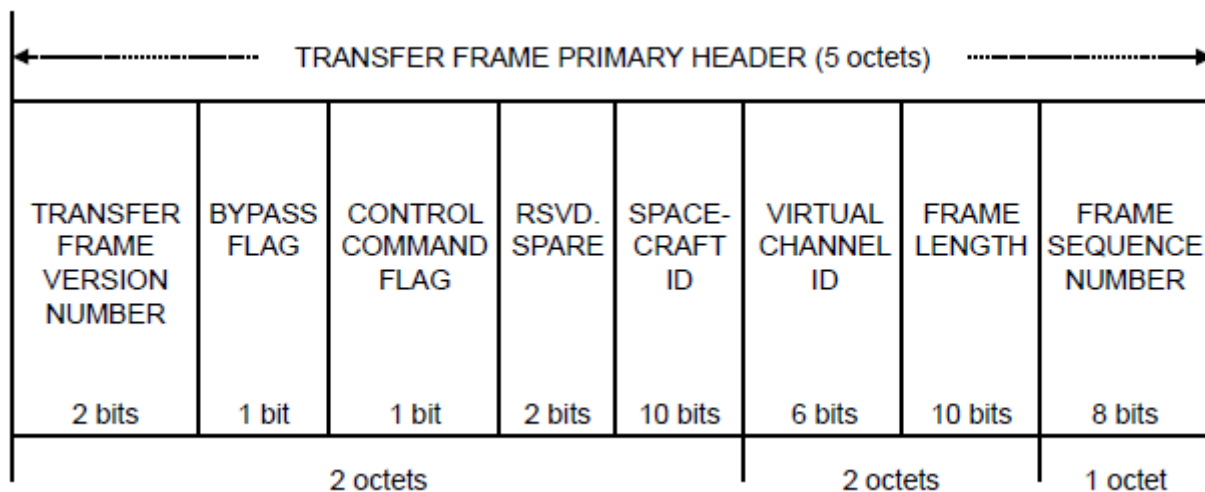 TRANSFER FRAME PRIMARY HEADER (5 octets)
TRANSFER
FRAME
VERSION
NUMBER
2 bits
BYPASS
FLAG
1 bit
CONTROL
COMMAND
FLAG
1 bit
RSVD.
SPARE
2 bits
SPACE-
CRAFT
ID
10 bits
VIRTUAL
CHANNEL
ID
6 bits
FRAME
LENGTH
10 bits
FRAME
SEQUENCE
NUMBER
8 bits
2 octets
2 octets
1 octet